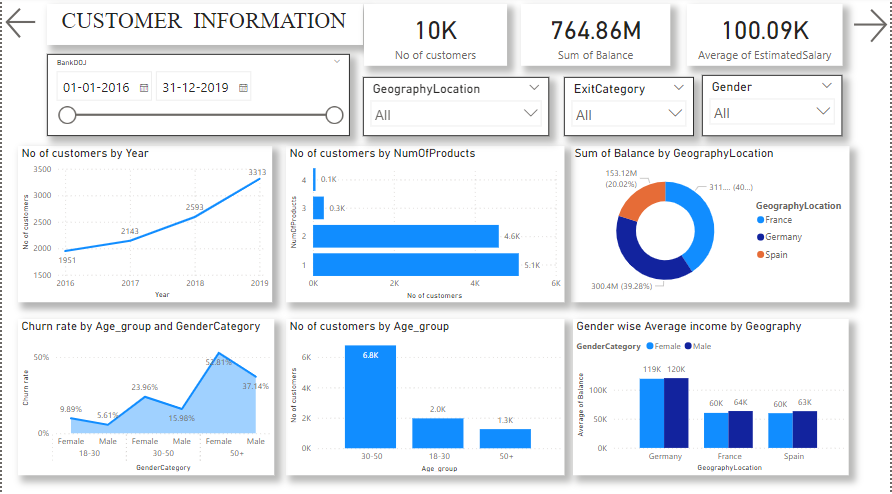 CUSTOMER INFORMATION
10K
No of customers
764.86M
Sum of Balance
100.09K
Average of EstimatedSalary
BankDOJ
01-01-2016
31-12-2019
GeographyLocation
All
ExitCategory
All
Gender
All
No of customers by Year
3500
3000
2500
2000
1500
No of customers
1951
2143
2593
3313
2016 2017 2018 2019
Year
No of customers by NumOfProducts
NumOfProducts
4 0.1K
3 0.3K
2 4.6K
1 5.1K
0K 2K 4K 6K
No of customers
Sum of Balance by GeographyLocation
153.12M
(20.02%)
311.... (40...)
300.4M (39.28%)
GeographyLocation
France
Germany
Spain
Churn rate by Age_group and GenderCategory
Churn rate
50%
0%
9.89%
5.61%
23.96%
15.98%
52.81%
37.14%
Female Male Female Male Female Male
18-30 30-50 50+
GenderCategory
No of customers by Age_group
No of customers
6K
4K
2K
0K
6.8K
2.0K
1.3K
30-50 18-30 50+
Age_group
Gender wise Average income by Geography
GenderCategory Female Male
Average of Balance
100K
50K
0K
119K 120K
60K 64K
60K 63K
Germany France Spain
GeographyLocation